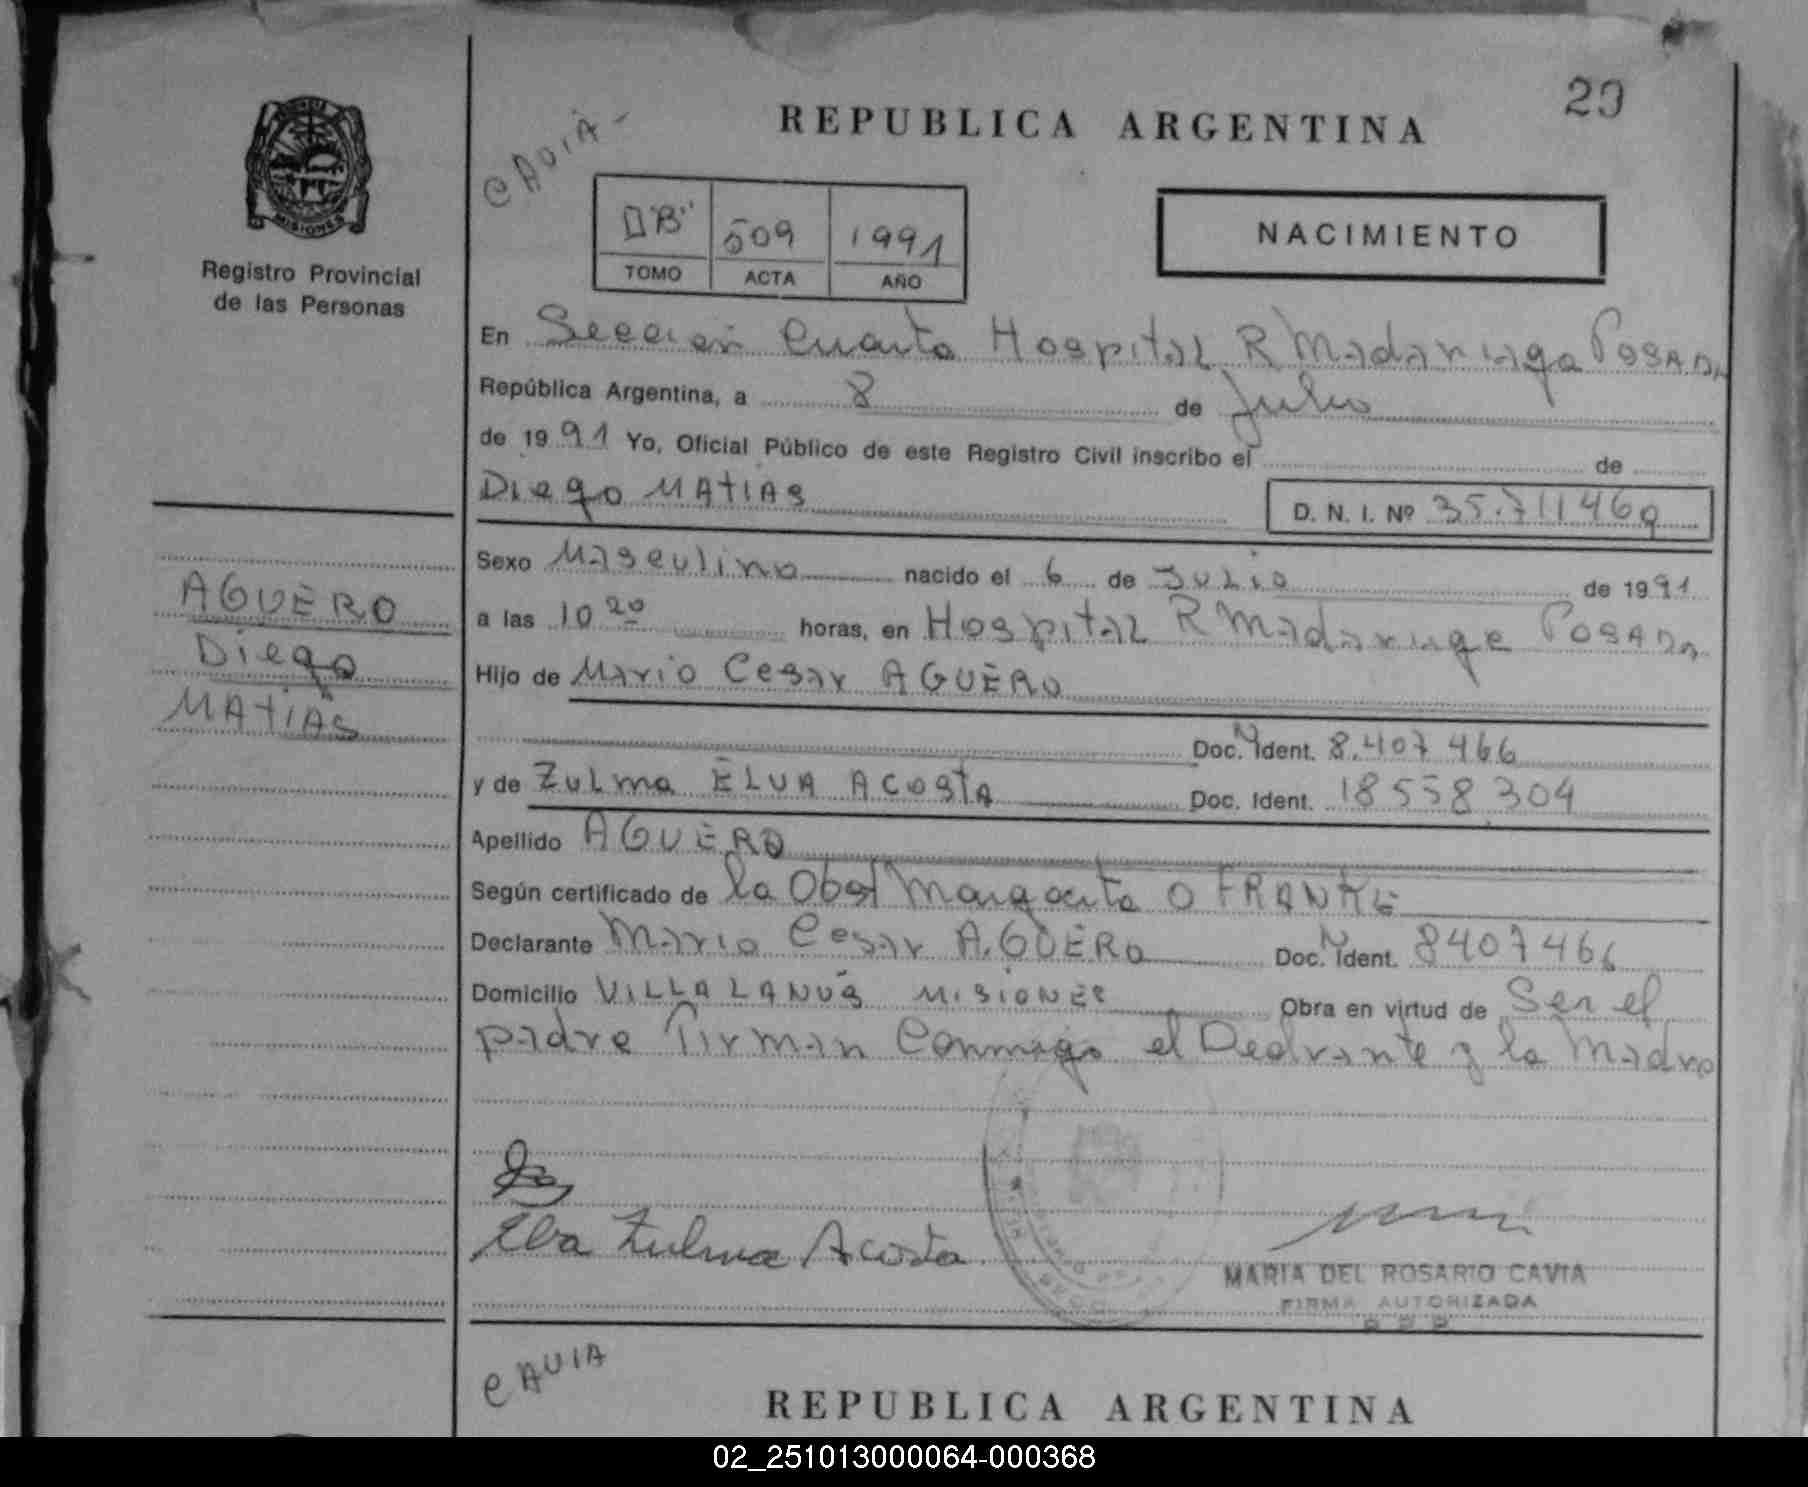 29
REPUBLICA ARGENTINA
CAVIA-
MISIONES
Registro Provincial
de las Personas
"B" 509 1991
TOMO ACTA AÑO
NACIMIENTO
En Sección Cuarta Hospital R Madariaga POSADA
República Argentina, a 8 de Julio
de 1991 Yo, Oficial Público de este Registro Civil inscribo el de
Diego MATIAS D. N. I. Nº 35.711469
Sexo Masculino nacido el 6 de JULIO de 1991
a las 10 20 horas, en Hospital R Madariaga POSADA
Hijo de Mario Cesar AGUERO
Doc. Ident. 8.407 466
y de Zulma ELVA ACOSTA Doc. Ident. 18558304
Apellido AGUERO
Según certificado de la Obst Margarita O FRANKE
Declarante Mario Cesar AGUERO Doc. Ident. 8407466
Domicilio VILLA LANUS MISIONES Obra en virtud de Ser el
padre Firman Conmigo el Declrante y la Madre
AGUERO
Diego
MATIAS
Elva Zulma Acosta
MARIA DEL ROSARIO CAVIA
FIRMA AUTORIZADA
CAVIA
REPUBLICA ARGENTINA
02_251013000064-000368